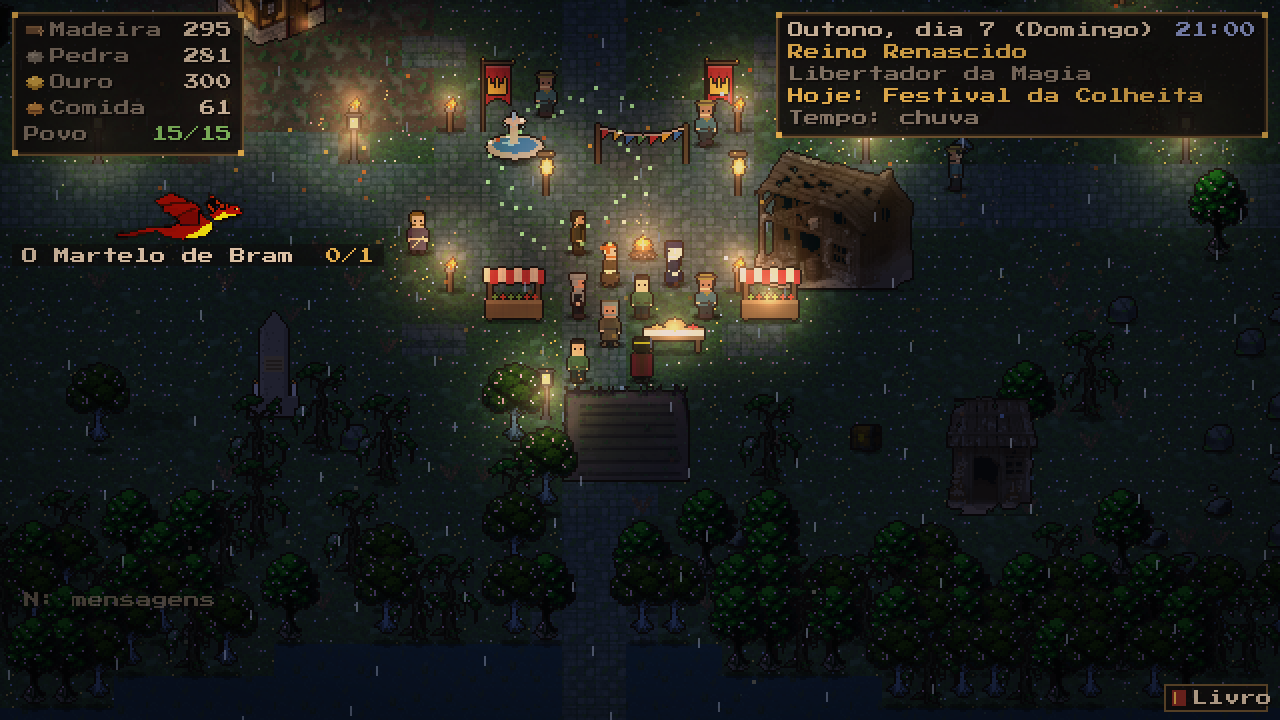 Madeira 295
Pedra 281
Ouro 300
Comida 61
Povo 15/15
Outono, dia 7 (Domingo) 21:00
Reino Renascido
Libertador da Magia
Hoje: Festival da Colheita
Tempo: chuva
O Martelo de Bram 0/1
N: mensagens
Livro